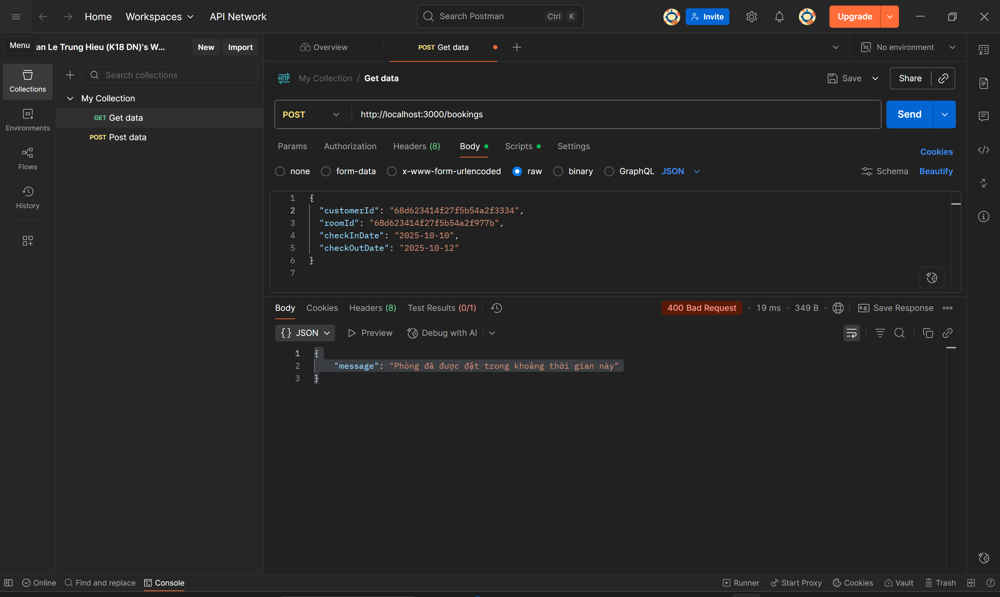 Home
Workspaces
API Network
Search Postman
Ctrl
K
Invite
Upgrade
Menu
an Le Trung Hieu (K18 DN)'s W...
New
Import
Overview
POST Get data
No environment
Collections
Search collections
My Collection
GET Get data
POST Post data
Environments
Flows
History
HTTP
My Collection / Get data
Save
Share
POST
http://localhost:3000/bookings
Send
Params
Authorization
Headers (8)
Body
Scripts
Settings
Cookies
none
form-data
x-www-form-urlencoded
raw
binary
GraphQL
JSON
Schema
Beautify
1 {
2 "customerId": "68d623414f27f5b54a2f3334",
3 "roomId": "68d623414f27f5b54a2f977b",
4 "checkInDate": "2025-10-10",
5 "checkOutDate": "2025-10-12"
6 }
7
Body
Cookies
Headers (8)
Test Results (0/1)
400 Bad Request
19 ms
349 B
e.g.
Save Response
{} JSON
Preview
Debug with AI
1 {
2 "message": "Phòng đã được đặt trong khoảng thời gian này"
3 }
Online
Find and replace
Console
Runner
Start Proxy
Cookies
Vault
Trash